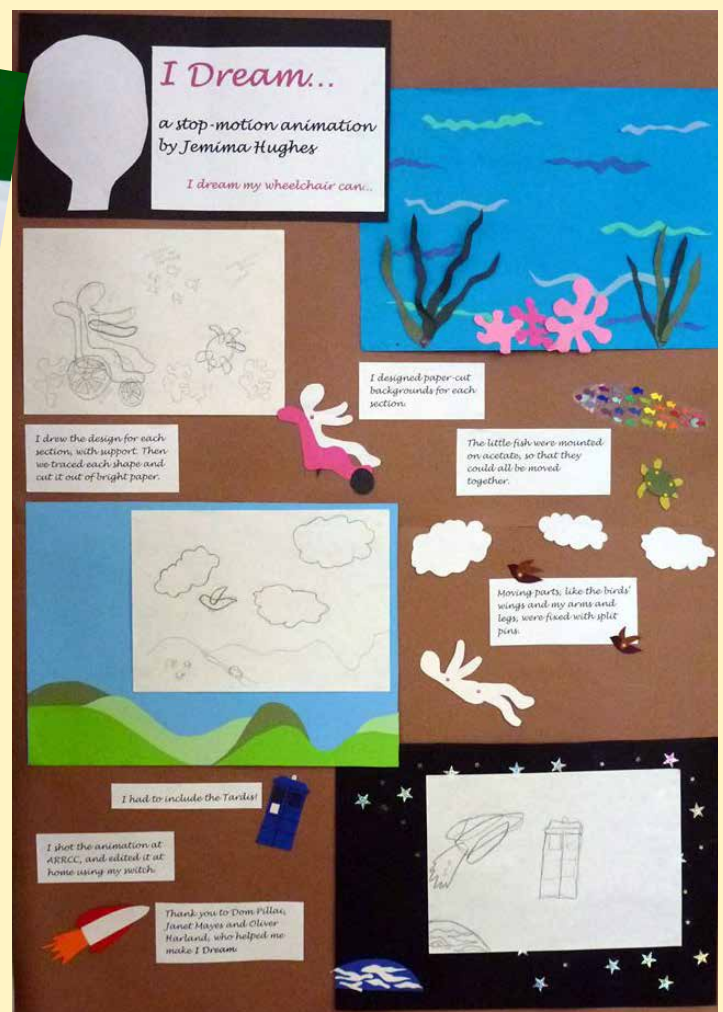 I Dream...
a stop-motion animation
by Jemima Hughes
I dream my wheelchair can...
I designed paper-cut
backgrounds for each
section.
I drew the design for each
section, with support. Then
we traced each shape and
cut it out of bright paper.
The little fish were mounted
on acetate, so that they
could all be moved
together.
Moving parts, like the birds'
wings and my arms and
legs, were fixed with split
pins.
I had to include the Tardis!
I shot the animation at
ARRCC, and edited it at
home using my switch.
Thank you to Dom Pillai,
Janet Mayes and Oliver
Harland, who helped me
make I Dream